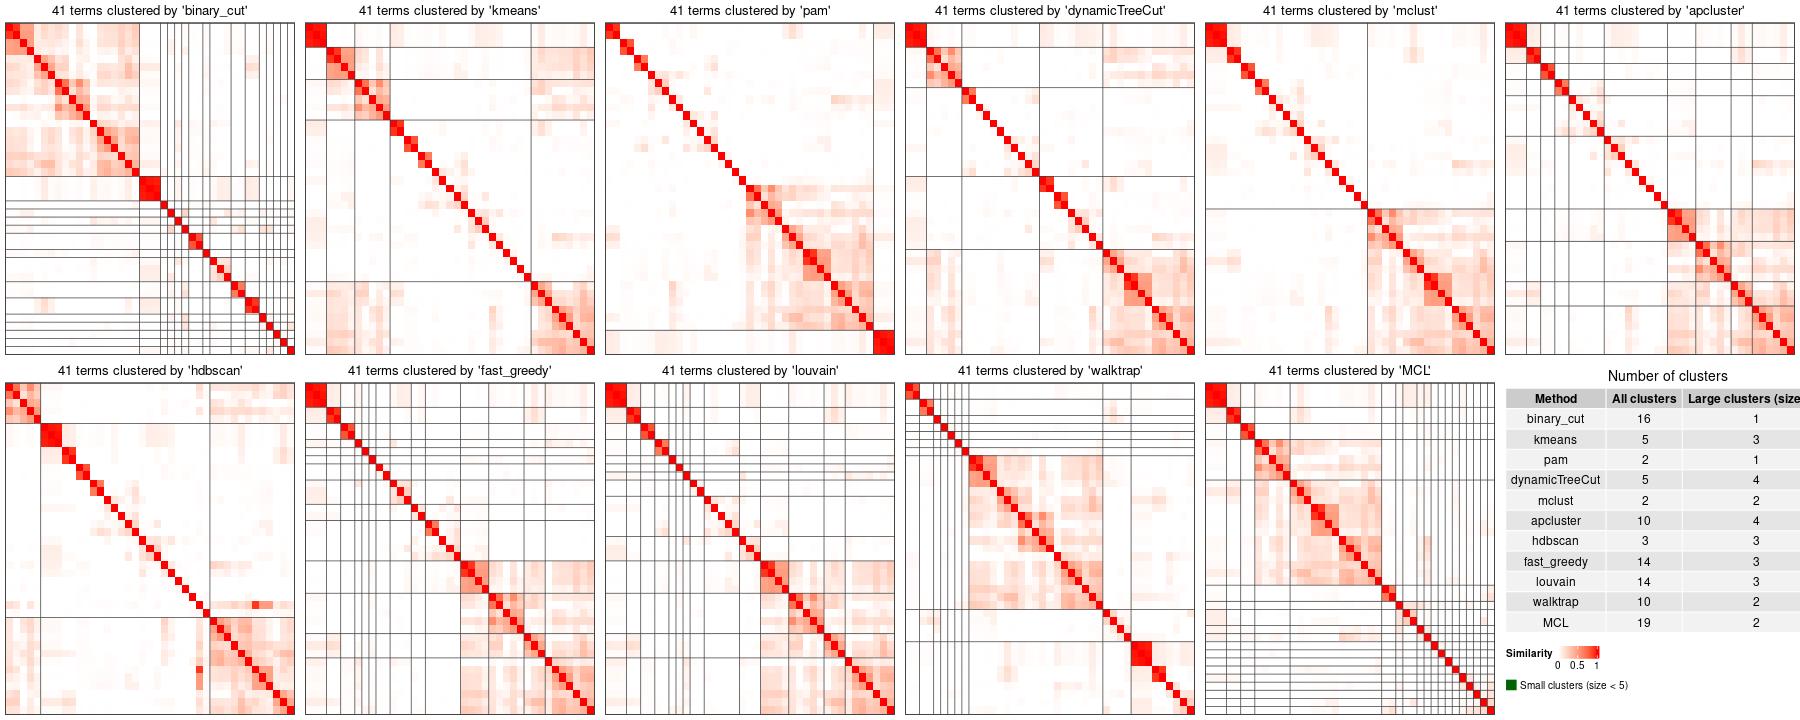 41 terms clustered by 'binary_cut'
41 terms clustered by 'kmeans'
41 terms clustered by 'pam'
41 terms clustered by 'dynamicTreeCut'
41 terms clustered by 'mclust'
41 terms clustered by 'apcluster'
41 terms clustered by 'hdbscan'
41 terms clustered by 'fast_greedy'
41 terms clustered by 'louvain'
41 terms clustered by 'walktrap'
41 terms clustered by 'MCL'
Number of clusters
Method All clusters Large clusters (size
binary_cut 16 1
kmeans 5 3
pam 2 1
dynamicTreeCut 5 4
mclust 2 2
apcluster 10 4
hdbscan 3 3
fast_greedy 14 3
louvain 14 3
walktrap 10 2
MCL 19 2
Similarity
0 0.5 1
Small clusters (size < 5)